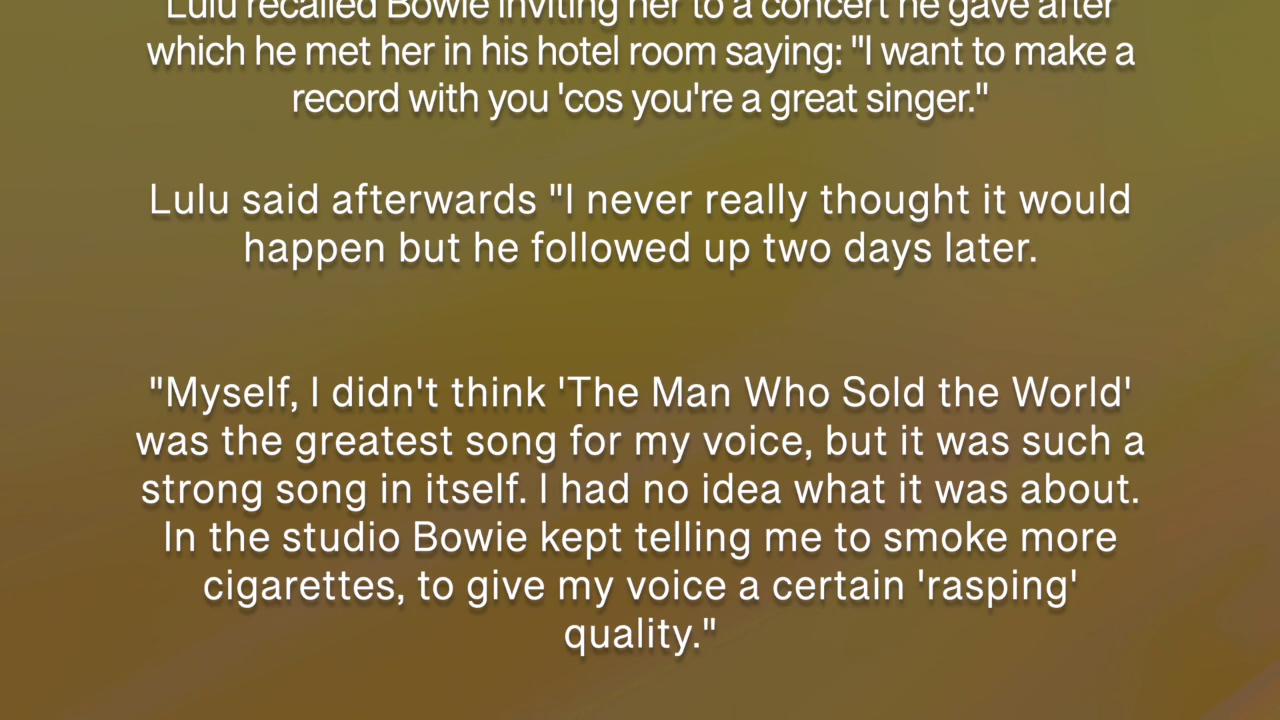 Lulu recalled Bowie inviting her to a concert he gave after
which he met her in his hotel room saying: "I want to make a
record with you 'cos you're a great singer."
Lulu said afterwards "I never really thought it would
happen but he followed up two days later.
"Myself, I didn't think 'The Man Who Sold the World'
was the greatest song for my voice, but it was such a
strong song in itself. I had no idea what it was about.
In the studio Bowie kept telling me to smoke more
cigarettes, to give my voice a certain 'rasping'
quality."